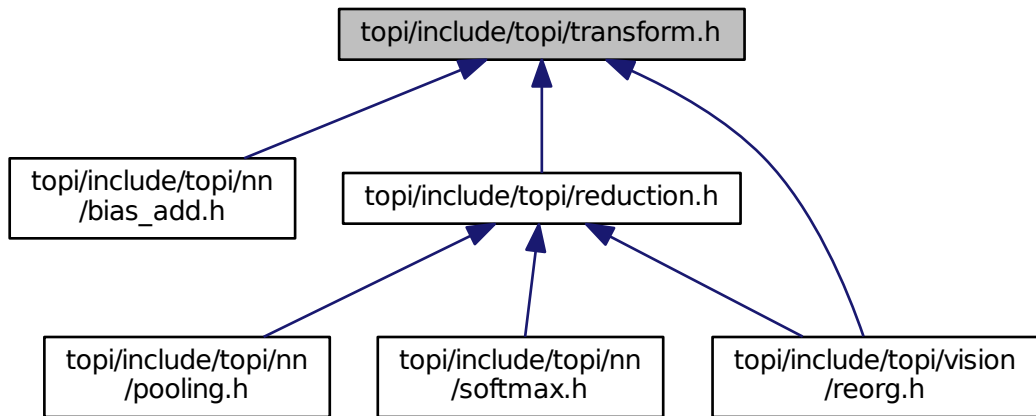 topi/include/topi/transform.h
topi/include/topi/nn
/bias_add.h
topi/include/topi/reduction.h
topi/include/topi/nn
/pooling.h
topi/include/topi/nn
/softmax.h
topi/include/topi/vision
/reorg.h